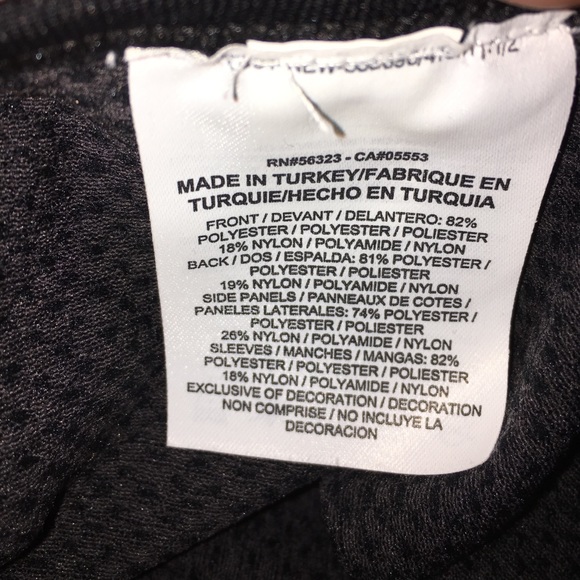 RN#56323 - CA#05553
MADE IN TURKEY/FABRIQUE EN
TURQUIE/HECHO EN TURQUIA
FRONT / DEVANT / DELANTERO: 82%
POLYESTER / POLYESTER / POLIESTER
18% NYLON / POLYAMIDE / NYLON
BACK / DOS / ESPALDA: 81% POLYESTER /
POLYESTER / POLIESTER
19% NYLON / POLYAMIDE / NYLON
SIDE PANELS / PANNEAUX DE COTES /
PANELES LATERALES: 74% POLYESTER /
POLYESTER / POLIESTER
26% NYLON / POLYAMIDE / NYLON
SLEEVES / MANCHES / MANGAS: 82%
POLYESTER / POLYESTER / POLIESTER
18% NYLON / POLYAMIDE / NYLON
EXCLUSIVE OF DECORATION / DECORATION
NON COMPRISE / NO INCLUYE LA
DECORACION